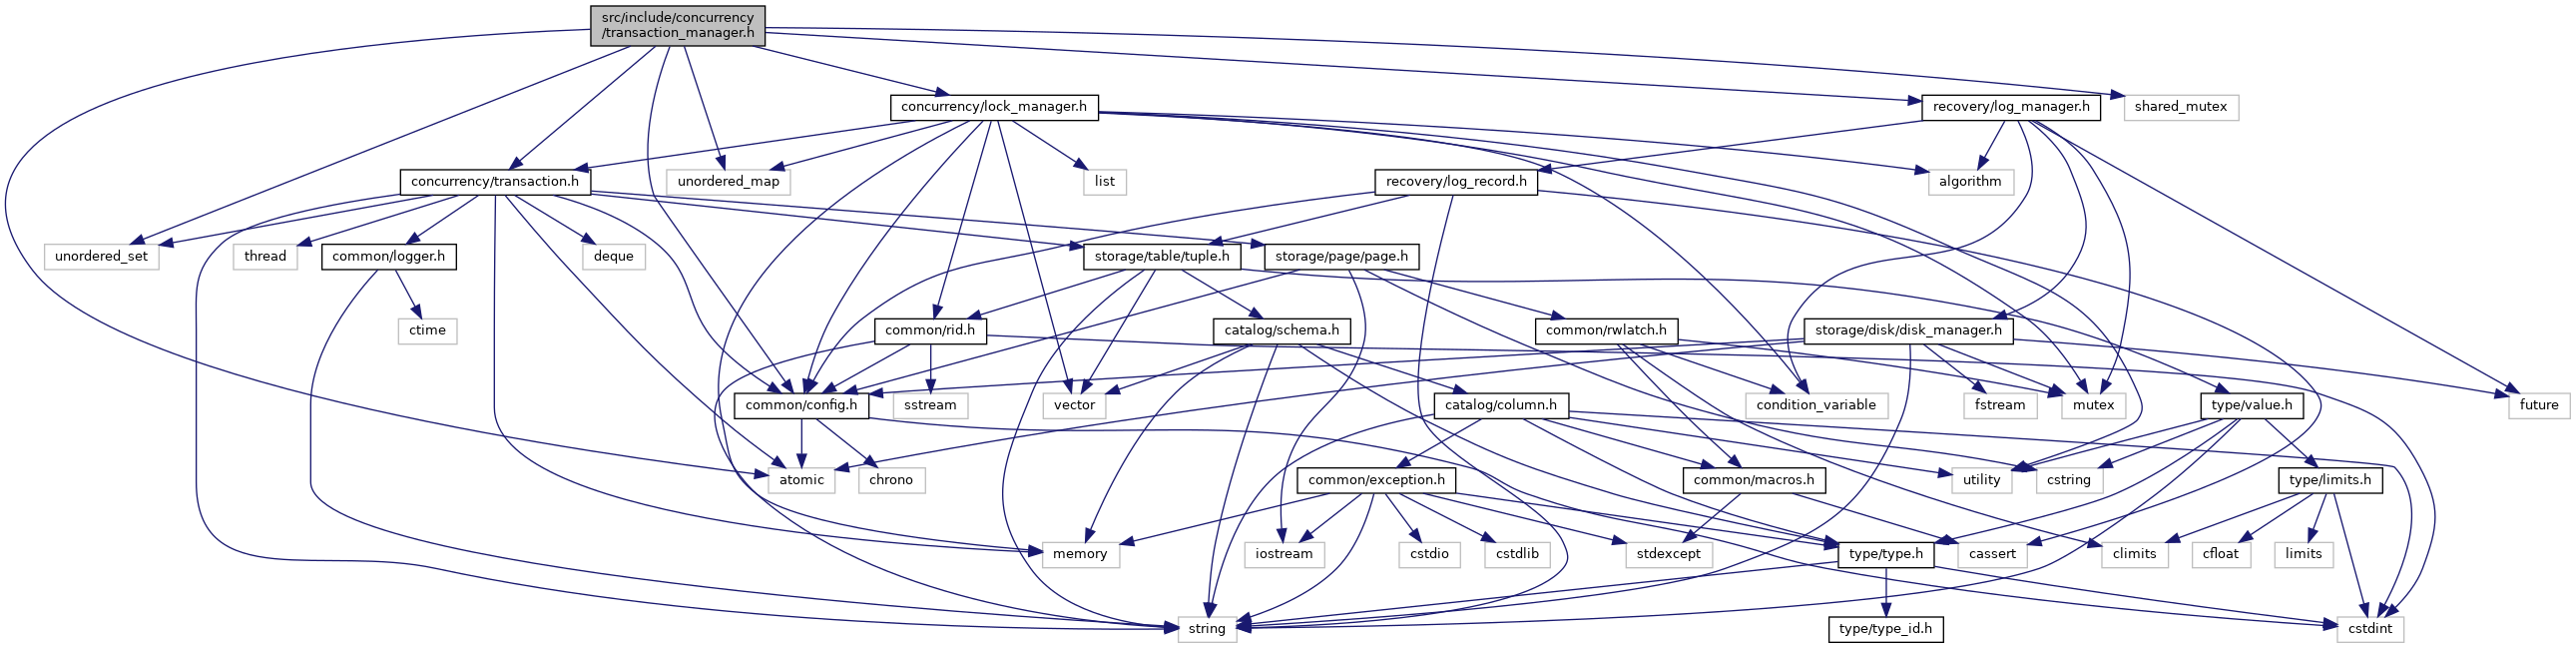 src/include/concurrency
/transaction_manager.h
concurrency/lock_manager.h
recovery/log_manager.h
shared_mutex
concurrency/transaction.h
unordered_map
list
recovery/log_record.h
algorithm
unordered_set
thread
common/logger.h
deque
storage/table/tuple.h
storage/page/page.h
ctime
common/rid.h
catalog/schema.h
common/rwlatch.h
storage/disk/disk_manager.h
common/config.h
sstream
vector
catalog/column.h
condition_variable
fstream
mutex
type/value.h
future
atomic
chrono
common/exception.h
common/macros.h
utility
cstring
type/limits.h
memory
iostream
cstdio
cstdlib
stdexcept
type/type.h
cassert
climits
cfloat
limits
string
type/type_id.h
cstdint